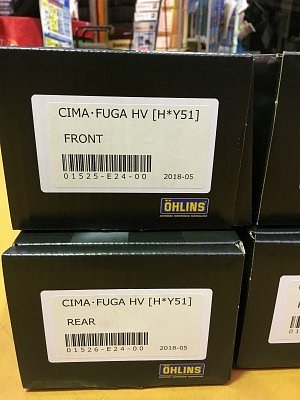 CIMA·FUGA HV [H*Y51]
FRONT
01525-E24-00
2018-05
ÖHLINS
CIMA·FUGA HV [H*Y51]
REAR
01526-E24-00
2018-05
ÖHLINS